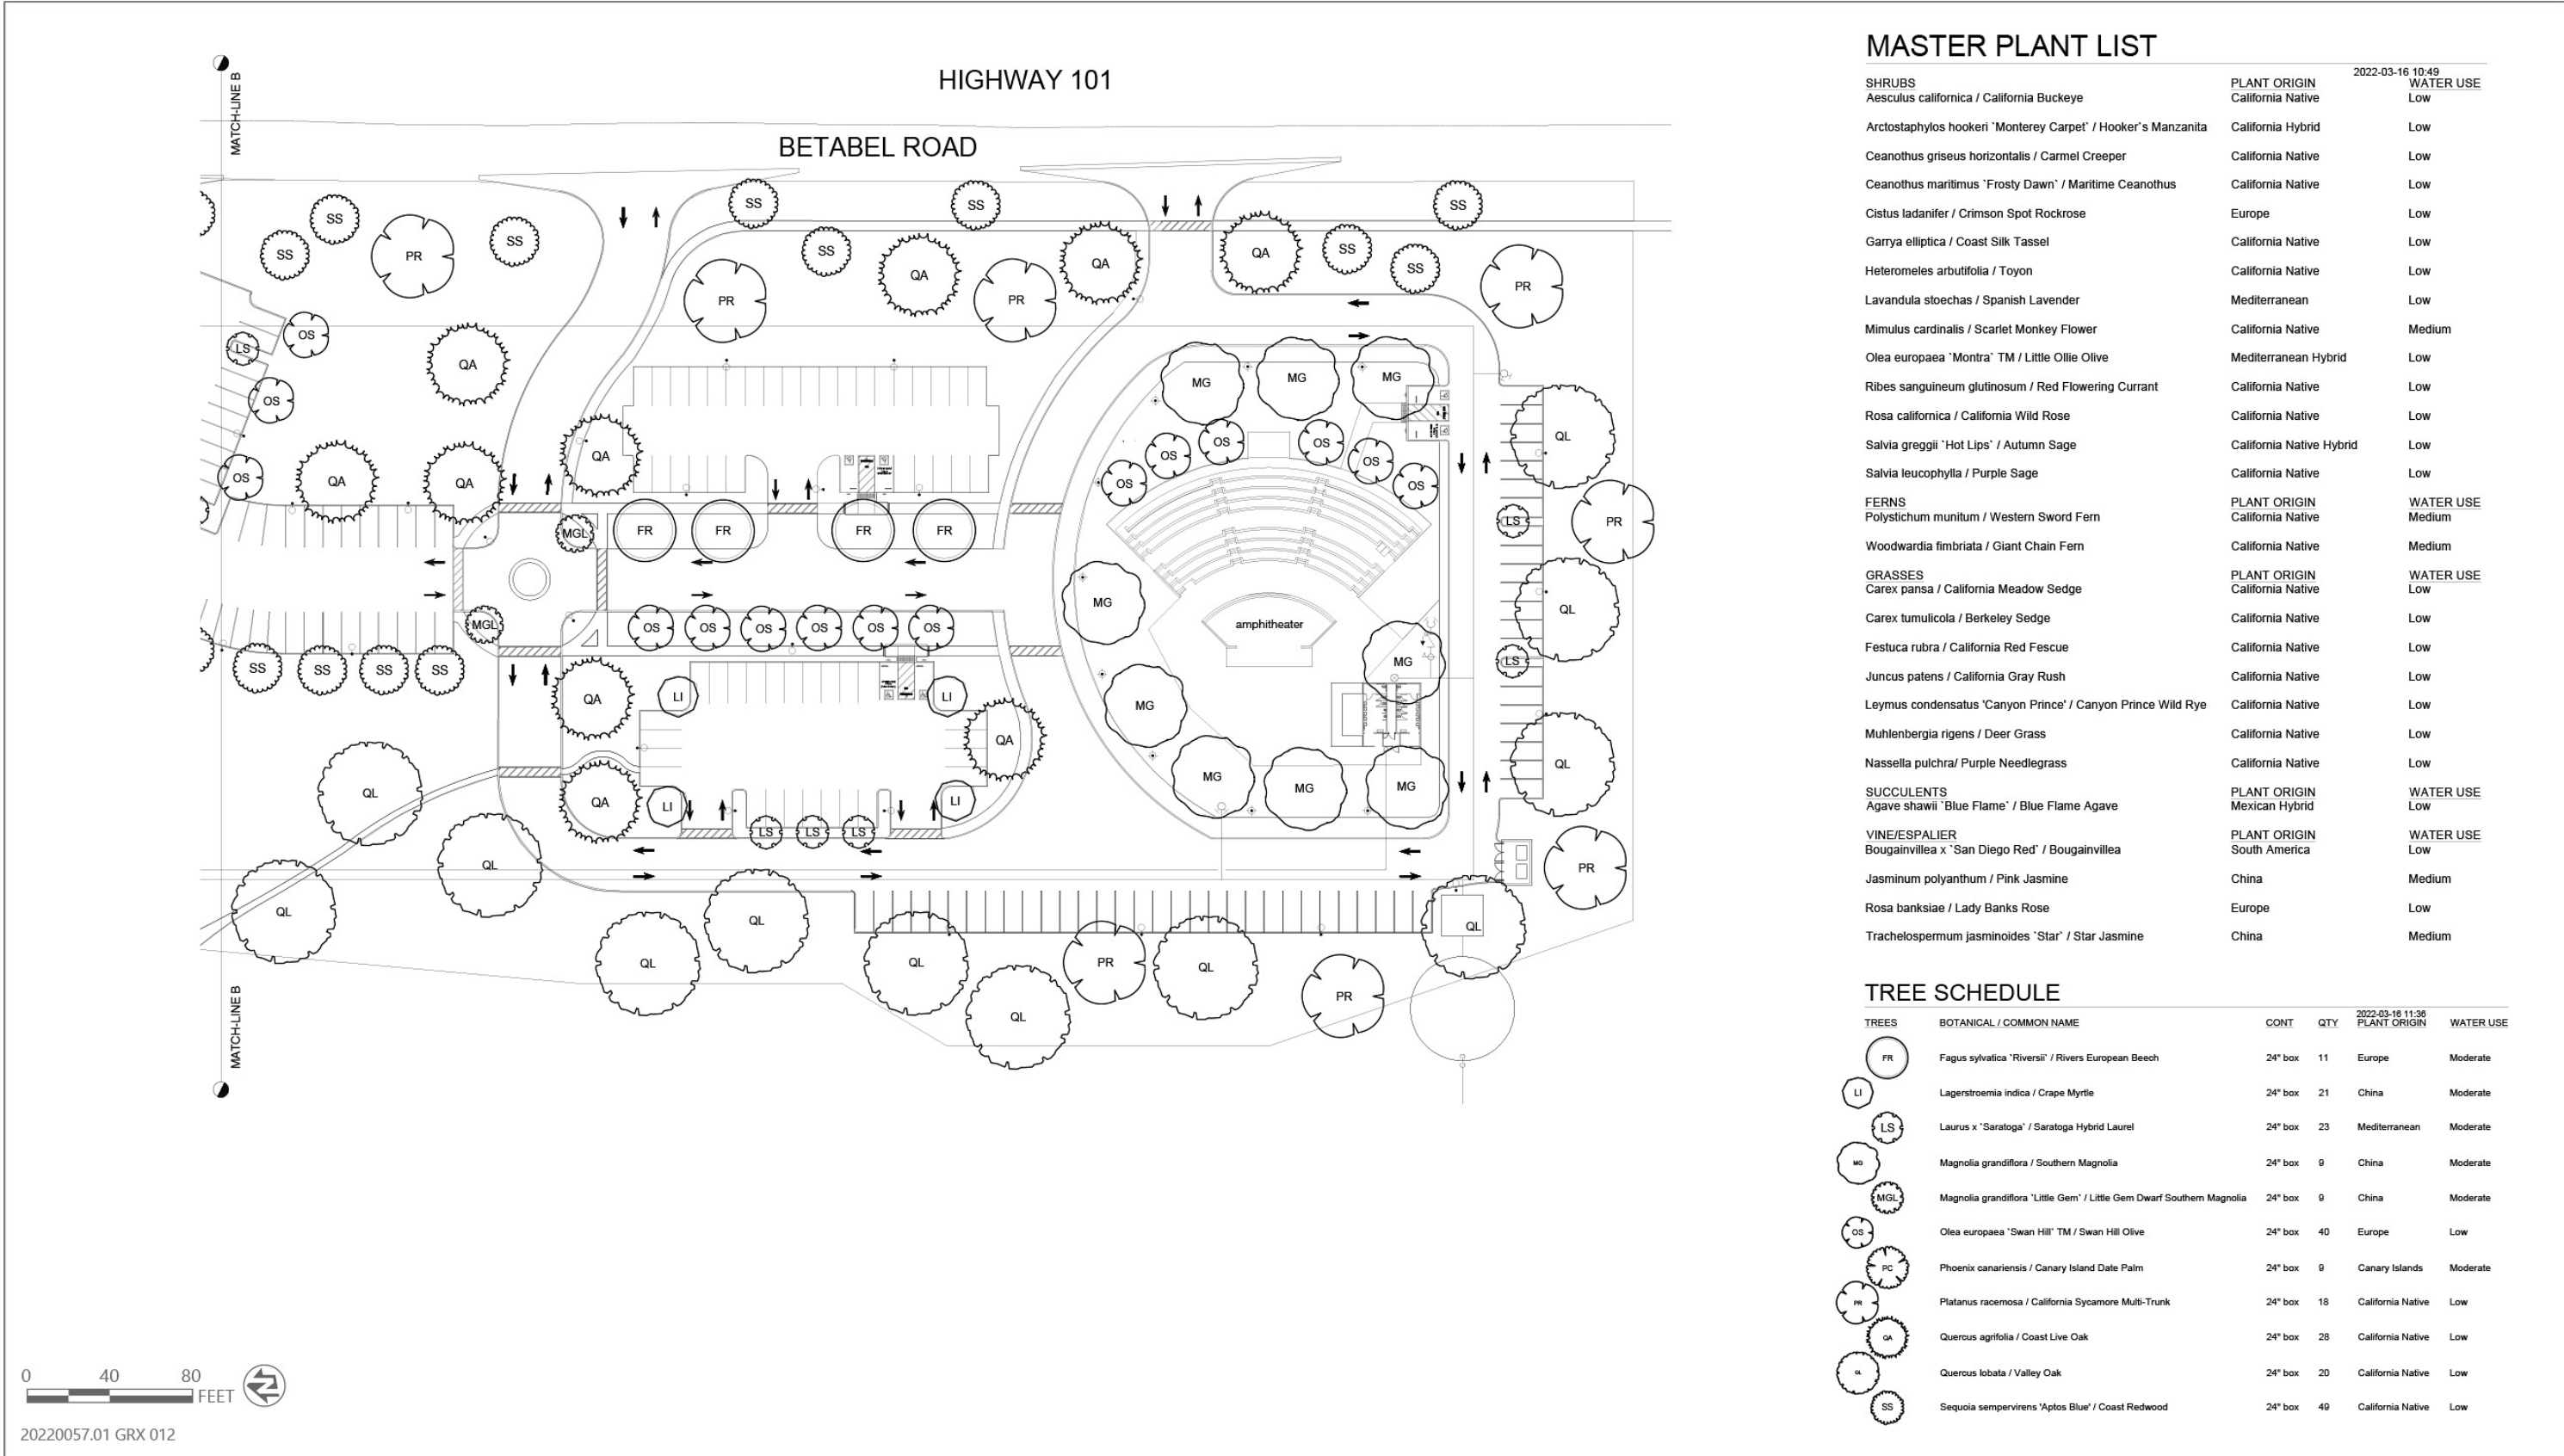 HIGHWAY 101
BETABEL ROAD
MATCH-LINE B
SS
SS
SS
SS
SS
SS
SS
SS
SS
PR
PR
PR
PR
QA
QA
QA
LS
OS
OS
OS
QA
QA
QA
QA
MG
MG
MG
OS
OS
OS
OS
OS
OS
QL
LS
PR
MGL
FR
FR
FR
FR
MG
QL
amphitheater
MGL
OS
OS
OS
OS
OS
OS
SS
SS
SS
SS
MG
LS
QA
LI
LI
MG
QA
QL
QL
QA
LI
LI
MG
MG
MG
LS
LS
LS
QL
PR
QL
QL
QL
QL
QL
PR
QL
QL
PR
QL
MATCH-LINE B
0 40 80
FEET
20220057.01 GRX 012
MASTER PLANT LIST
2022-03-16 10:49
SHRUBS PLANT ORIGIN WATER USE
Aesculus californica / California Buckeye California Native Low
Arctostaphylos hookeri `Monterey Carpet` / Hooker's Manzanita California Hybrid Low
Ceanothus griseus horizontalis / Carmel Creeper California Native Low
Ceanothus maritimus `Frosty Dawn` / Maritime Ceanothus California Native Low
Cistus ladanifer / Crimson Spot Rockrose Europe Low
Garrya elliptica / Coast Silk Tassel California Native Low
Heteromeles arbutifolia / Toyon California Native Low
Lavandula stoechas / Spanish Lavender Mediterranean Low
Mimulus cardinalis / Scarlet Monkey Flower California Native Medium
Olea europaea `Montra` TM / Little Ollie Olive Mediterranean Hybrid Low
Ribes sanguineum glutinosum / Red Flowering Currant California Native Low
Rosa californica / California Wild Rose California Native Low
Salvia greggii `Hot Lips` / Autumn Sage California Native Hybrid Low
Salvia leucophylla / Purple Sage California Native Low
FERNS PLANT ORIGIN WATER USE
Polystichum munitum / Western Sword Fern California Native Medium
Woodwardia fimbriata / Giant Chain Fern California Native Medium
GRASSES PLANT ORIGIN WATER USE
Carex pansa / California Meadow Sedge California Native Low
Carex tumulicola / Berkeley Sedge California Native Low
Festuca rubra / California Red Fescue California Native Low
Juncus patens / California Gray Rush California Native Low
Leymus condensatus 'Canyon Prince' / Canyon Prince Wild Rye California Native Low
Muhlenbergia rigens / Deer Grass California Native Low
Nassella pulchra/ Purple Needlegrass California Native Low
SUCCULENTS PLANT ORIGIN WATER USE
Agave shawii `Blue Flame` / Blue Flame Agave Mexican Hybrid Low
VINE/ESPALIER PLANT ORIGIN WATER USE
Bougainvillea x `San Diego Red` / Bougainvillea South America Low
Jasminum polyanthum / Pink Jasmine China Medium
Rosa banksiae / Lady Banks Rose Europe Low
Trachelospermum jasminoides `Star` / Star Jasmine China Medium
TREE SCHEDULE
2022-03-16 11:36
TREES BOTANICAL / COMMON NAME CONT QTY PLANT ORIGIN WATER USE
FR Fagus sylvatica `Riversii` / Rivers European Beech 24" box 11 Europe Moderate
LI Lagerstroemia indica / Crape Myrtle 24" box 21 China Moderate
LS Laurus x `Saratoga` / Saratoga Hybrid Laurel 24" box 23 Mediterranean Moderate
MG Magnolia grandiflora / Southern Magnolia 24" box 9 China Moderate
MGL Magnolia grandiflora `Little Gem` / Little Gem Dwarf Southern Magnolia 24" box 9 China Moderate
OS Olea europaea `Swan Hill` TM / Swan Hill Olive 24" box 40 Europe Low
PC Phoenix canariensis / Canary Island Date Palm 24" box 9 Canary Islands Moderate
PR Platanus racemosa / California Sycamore Multi-Trunk 24" box 18 California Native Low
QA Quercus agrifolia / Coast Live Oak 24" box 28 California Native Low
QL Quercus lobata / Valley Oak 24" box 20 California Native Low
SS Sequoia sempervirens 'Aptos Blue' / Coast Redwood 24" box 49 California Native Low